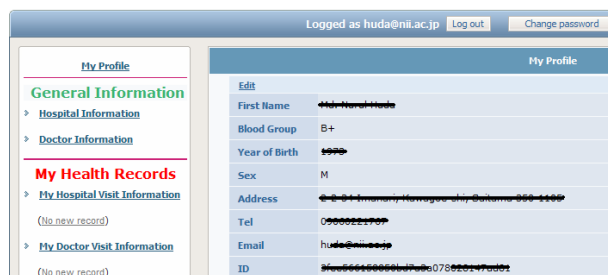 Logged as huda@nii.ac.jp Log out Change password
My Profile
General Information
Hospital Information
Doctor Information
My Health Records
My Hospital Visit Information
(No new record)
My Doctor Visit Information
(No new record)
My Profile
Edit
First Name
Blood Group B+
Year of Birth
Sex M
Address
Tel
Email
ID